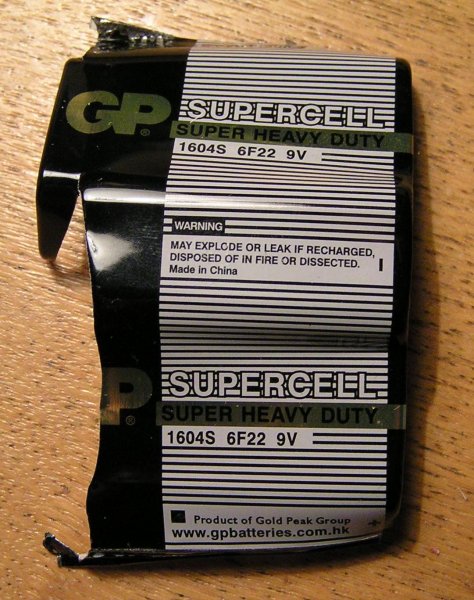 GP® SUPERCELL
SUPER HEAVY DUTY
1604S 6F22 9V
WARNING
MAY EXPLODE OR LEAK IF RECHARGED,
DISPOSED OF IN FIRE OR DISSECTED.
Made in China
P® SUPERCELL
SUPER HEAVY DUTY
1604S 6F22 9V
Product of Gold Peak Group
www.gpbatteries.com.hk